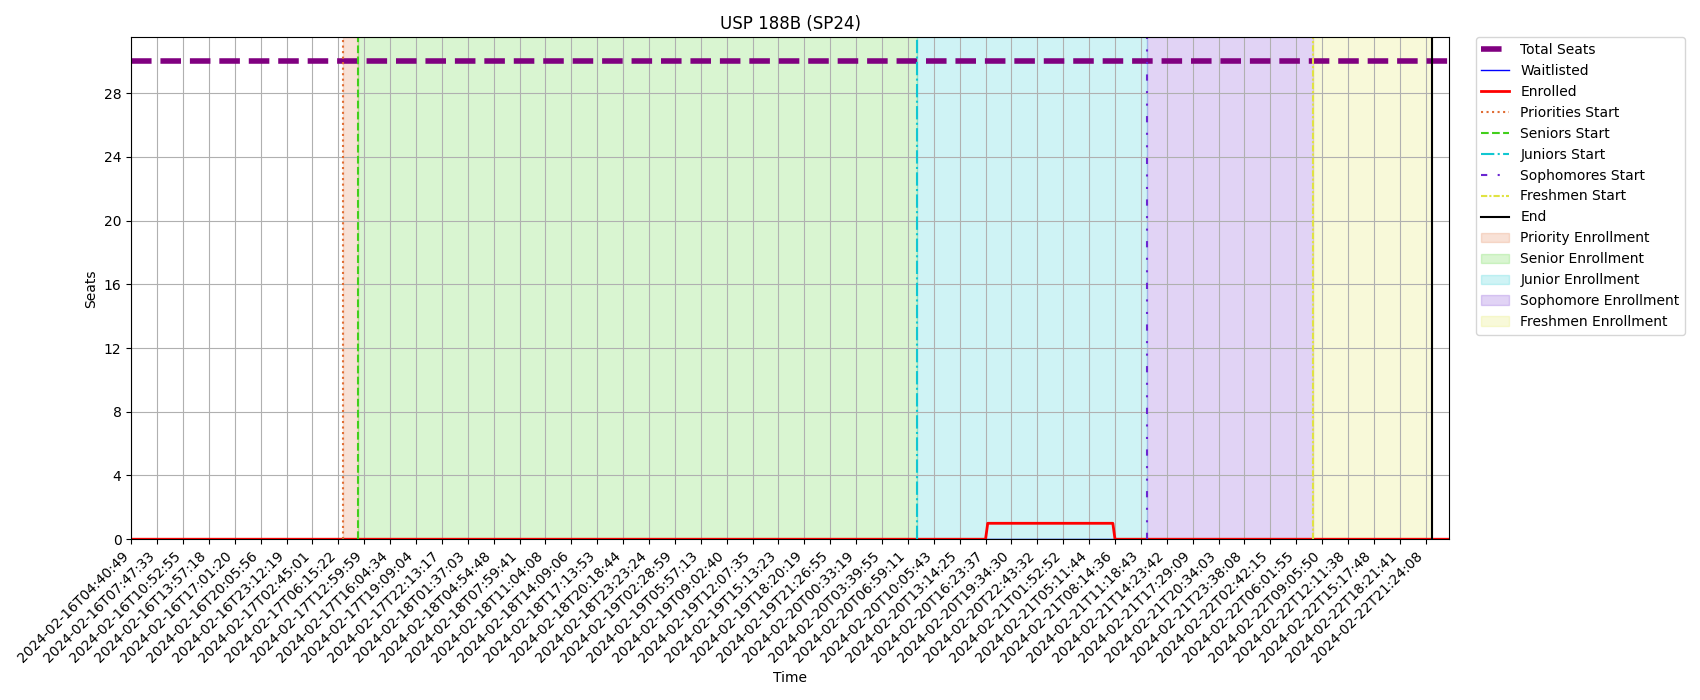 USP 188B (SP24)
Seats
28
24
20
16
12
8
4
0
2024-02-16T04:40:49
2024-02-16T07:47:33
2024-02-16T10:52:55
2024-02-16T13:57:18
2024-02-16T17:01:20
2024-02-16T20:05:56
2024-02-16T23:12:19
2024-02-17T02:45:01
2024-02-17T06:15:22
2024-02-17T12:59:59
2024-02-17T16:04:34
2024-02-17T19:09:04
2024-02-17T22:13:17
2024-02-18T01:37:03
2024-02-18T04:54:48
2024-02-18T07:59:41
2024-02-18T11:04:08
2024-02-18T14:09:06
2024-02-18T17:13:53
2024-02-18T20:18:44
2024-02-18T23:23:24
2024-02-19T02:28:59
2024-02-19T05:57:13
2024-02-19T09:02:40
2024-02-19T12:07:35
2024-02-19T15:13:23
2024-02-19T18:20:19
2024-02-19T21:26:55
2024-02-20T00:33:19
2024-02-20T03:39:55
2024-02-20T06:59:11
2024-02-20T10:05:43
2024-02-20T13:14:25
2024-02-20T16:23:37
2024-02-20T19:34:30
2024-02-20T22:43:32
2024-02-21T01:52:52
2024-02-21T05:11:44
2024-02-21T08:14:36
2024-02-21T11:18:43
2024-02-21T14:23:42
2024-02-21T17:29:09
2024-02-21T20:34:03
2024-02-21T23:38:08
2024-02-22T02:42:15
2024-02-22T06:01:55
2024-02-22T09:05:50
2024-02-22T12:11:38
2024-02-22T15:17:48
2024-02-22T18:21:41
2024-02-22T21:24:08
Time
Total Seats
Waitlisted
Enrolled
Priorities Start
Seniors Start
Juniors Start
Sophomores Start
Freshmen Start
End
Priority Enrollment
Senior Enrollment
Junior Enrollment
Sophomore Enrollment
Freshmen Enrollment